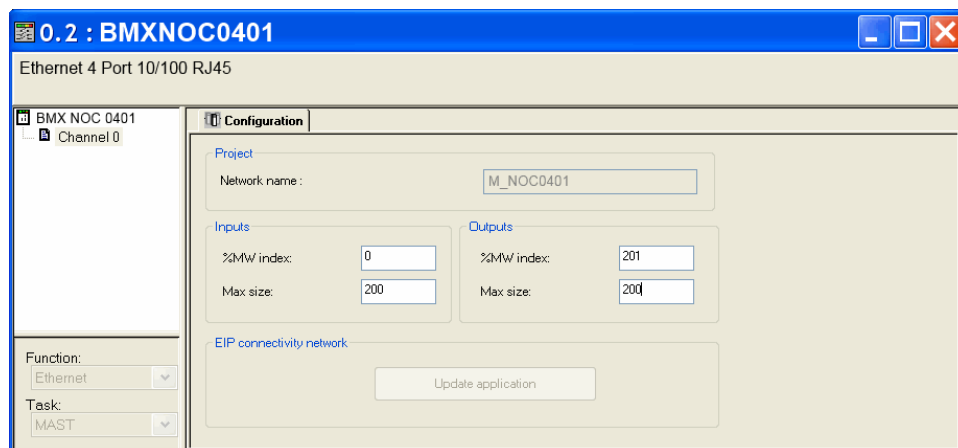 0.2 : BMXNOC0401
Ethernet 4 Port 10/100 RJ45
BMX NOC 0401
Channel 0
Configuration
Project
Network name :
M_NOC0401
Inputs
Outputs
%MW index:
0
%MW index:
201
Max size:
200
Max size:
200
EIP connectivity network
Update application
Function:
Ethernet
Task:
MAST